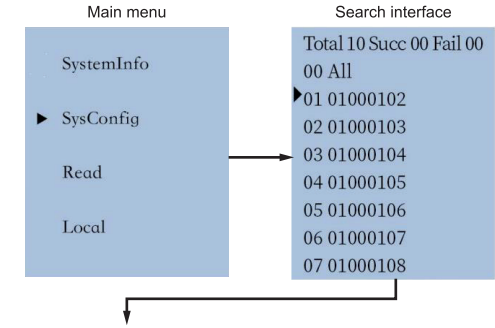 Main menu
SystemInfo
SysConfig
Read
Local
Search interface
Total 10 Succ 00 Fail 00
00 All
01 01000102
02 01000103
03 01000104
04 01000105
05 01000106
06 01000107
07 01000108